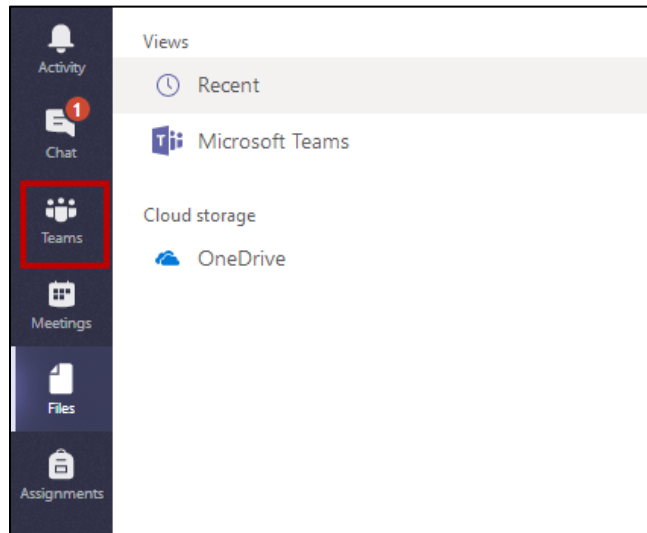 Activity
1
Chat
Teams
Meetings
Files
Assignments
Views
Recent
Microsoft Teams
Cloud storage
OneDrive